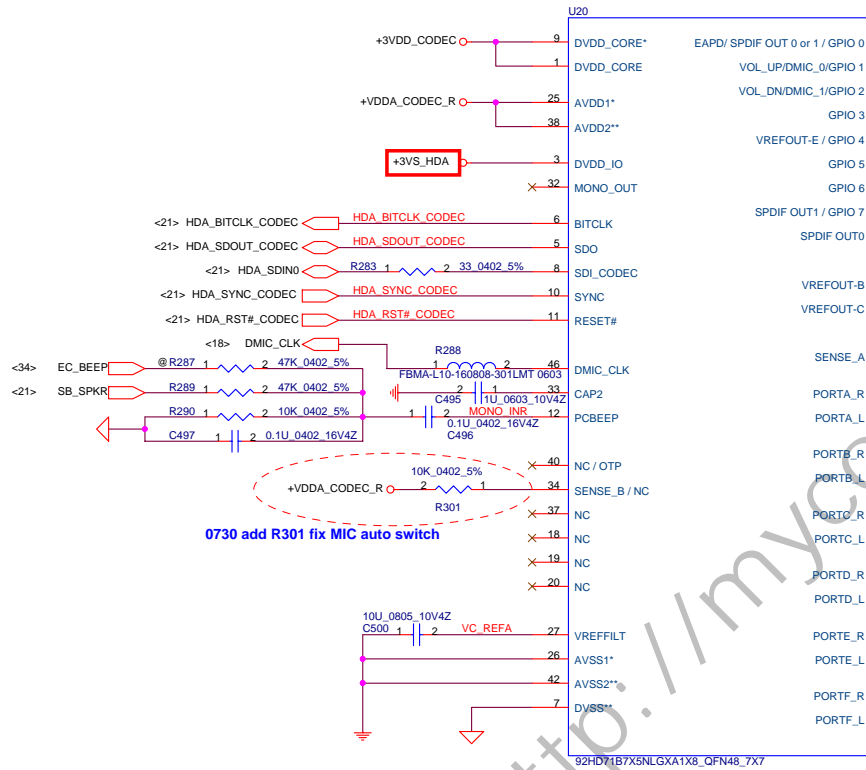 U20
+3VDD_CODEC 9 DVDD_CORE* EAPD/ SPDIF OUT 0 or 1 / GPIO 0
1 DVDD_CORE VOL_UP/DMIC_0/GPIO 1
VOL_DN/DMIC_1/GPIO 2
+VDDA_CODEC_R 25 AVDD1*
GPIO 3
38 AVDD2**
VREFOUT-E / GPIO 4
+3VS_HDA 3 DVDD_IO GPIO 5
32 MONO_OUT GPIO 6
SPDIF OUT1 / GPIO 7
<21> HDA_BITCLK_CODEC HDA_BITCLK_CODEC 6 BITCLK
SPDIF OUT0
<21> HDA_SDOUT_CODEC HDA_SDOUT_CODEC 5 SDO
<21> HDA_SDIN0 R283 1 2 33_0402_5% 8 SDI_CODEC
VREFOUT-B
<21> HDA_SYNC_CODEC HDA_SYNC_CODEC 10 SYNC
VREFOUT-C
<21> HDA_RST#_CODEC HDA_RST#_CODEC 11 RESET#
<18> DMIC_CLK
R288
SENSE_A
<34> EC_BEEP @ R287 1 2 47K_0402_5% 1 2 46 DMIC_CLK
FBMA-L10-160808-301LMT 0603
<21> SB_SPKR R289 1 2 47K_0402_5% 2 1 33 CAP2 PORTA_R
C495 1U_0603_10V4Z
R290 1 2 10K_0402_5% MONO_INR 1 2 12 PCBEEP PORTA_L
0.1U_0402_16V4Z
C497 1 2 0.1U_0402_16V4Z C496
PORTB_R
40 NC / OTP
10K_0402_5%
PORTB_L
+VDDA_CODEC_R 2 1 34 SENSE_B / NC
R301
37 NC PORTC_R
0730 add R301 fix MIC auto switch
18 NC PORTC_L
19 NC
PORTD_R
20 NC
PORTD_L
10U_0805_10V4Z
C500 1 2 VC_REFA 27 VREFFILT PORTE_R
26 AVSS1* PORTE_L
42 AVSS2**
PORTF_R
7 DVSS**
PORTF_L
92HD71B7X5NLGXA1X8_QFN48_7X7
ttp://myco